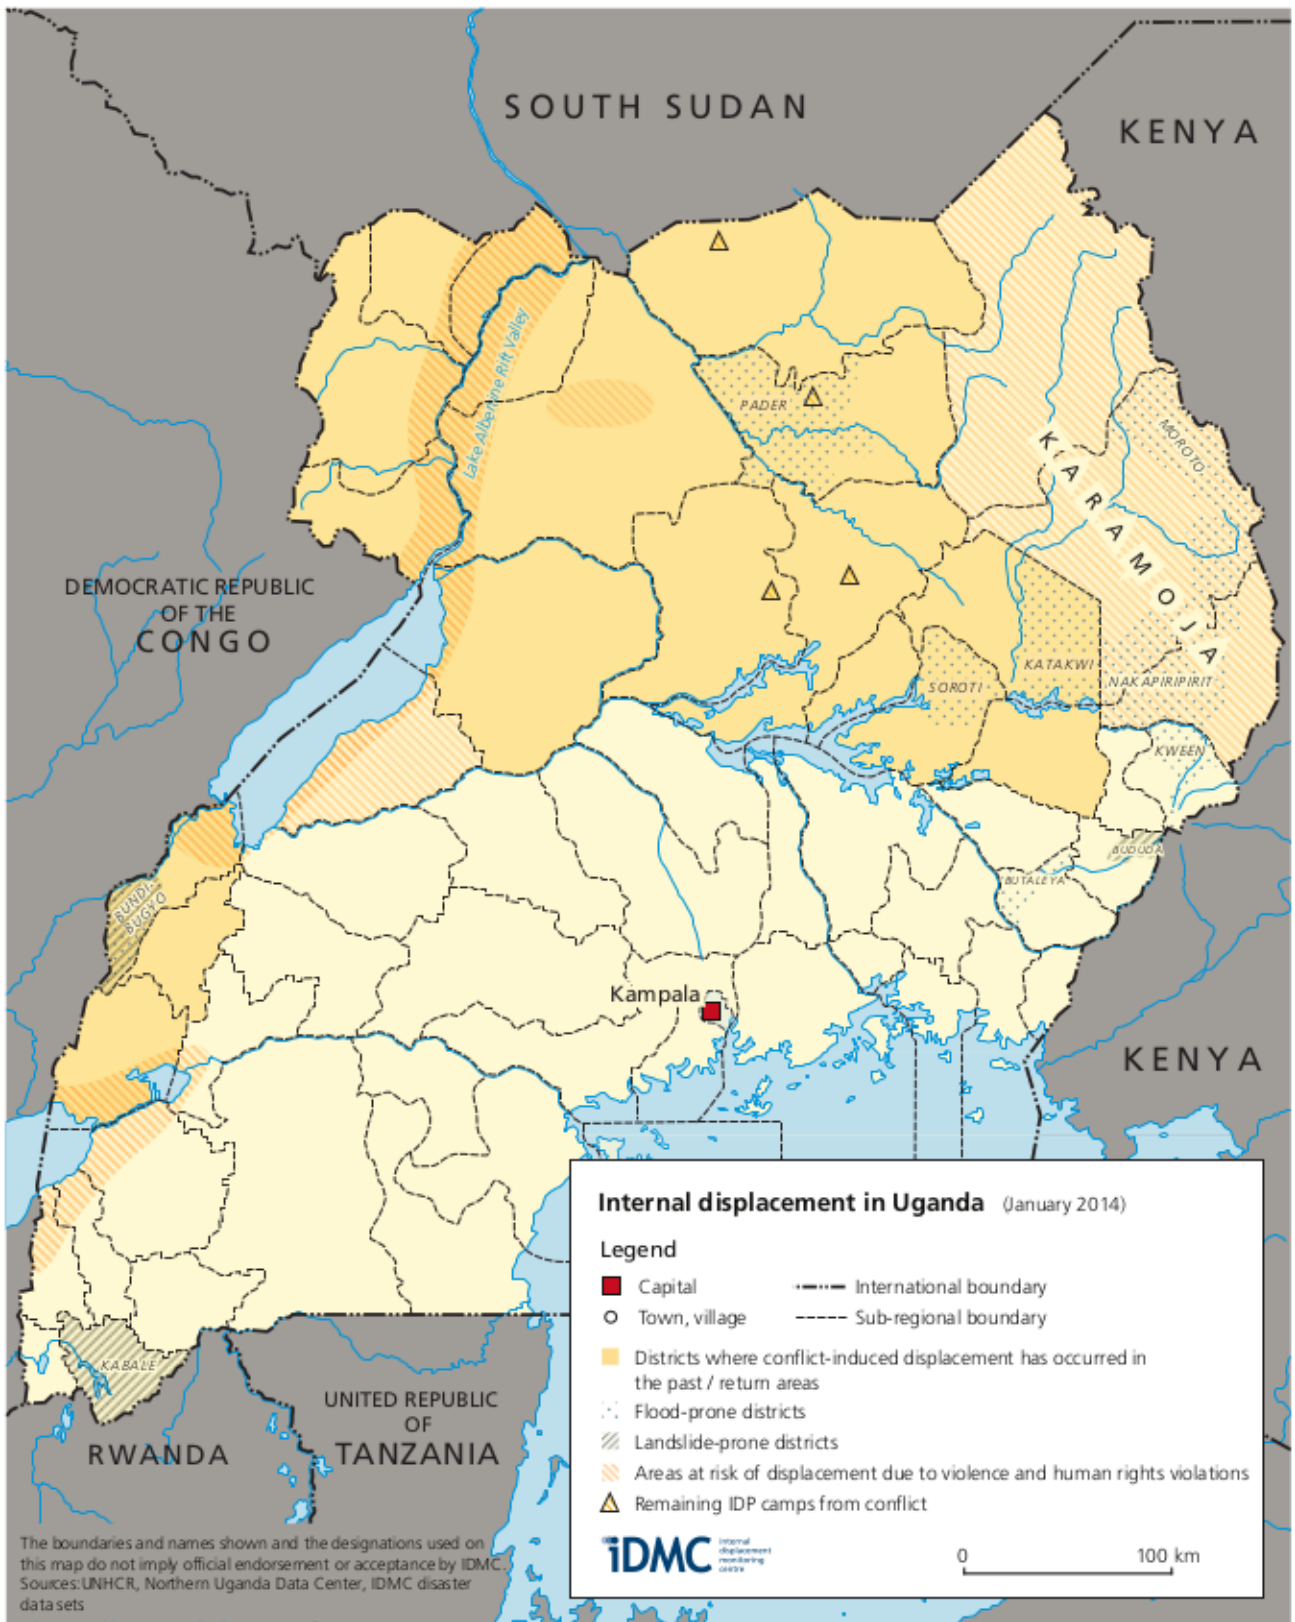 SOUTH SUDAN
KENYA
Lake Albertine Rift Valley
PADER
MOROTO
KARAMOJA
DEMOCRATIC REPUBLIC
OF THE
CONGO
KATAKWI
SOROTI
NAKAPIRIPIRIT
KWEEN
BUDUDA
BUTALEYA
BUNDI-
BUGYO
Kampala
KENYA
KABALE
UNITED REPUBLIC
OF
TANZANIA
RWANDA
Internal displacement in Uganda (January 2014)
Legend
Capital
International boundary
Town, village
Sub-regional boundary
Districts where conflict-induced displacement has occurred in
the past / return areas
Flood-prone districts
Landslide-prone districts
Areas at risk of displacement due to violence and human rights violations
Remaining IDP camps from conflict
iDMC
internal
displacement
monitoring
centre
0 100 km
The boundaries and names shown and the designations used on
this map do not imply official endorsement or acceptance by IDMC.
Sources:UNHCR, Northern Uganda Data Center, IDMC disaster
data sets